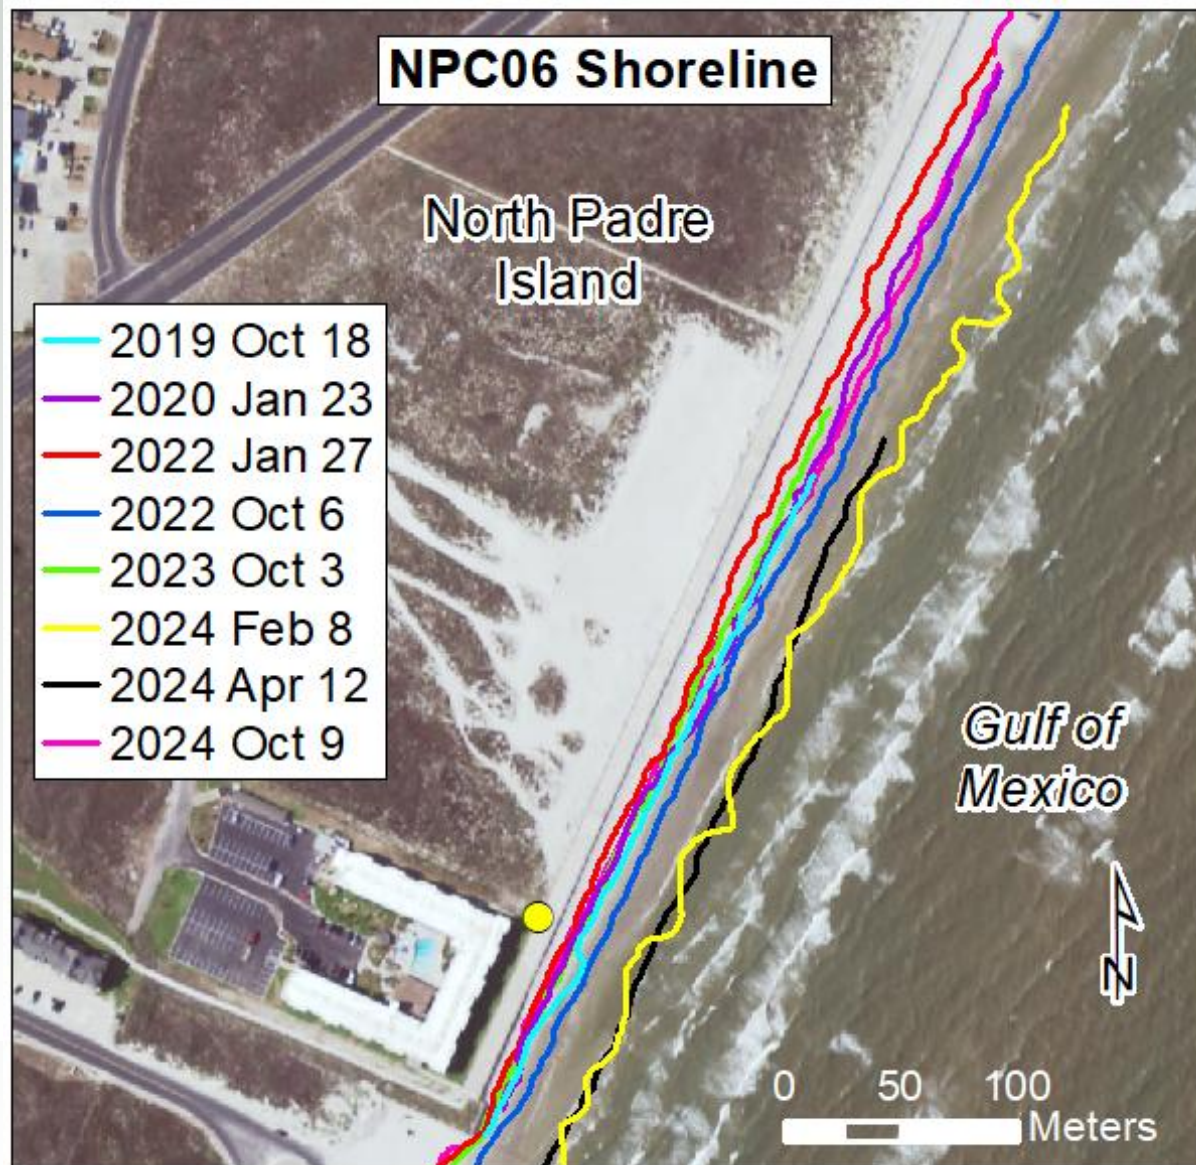 NPC06 Shoreline
North Padre
Island
2019 Oct 18
2020 Jan 23
2022 Jan 27
2022 Oct 6
2023 Oct 3
2024 Feb 8
2024 Apr 12
2024 Oct 9
Gulf of
Mexico
N
0 50 100
Meters